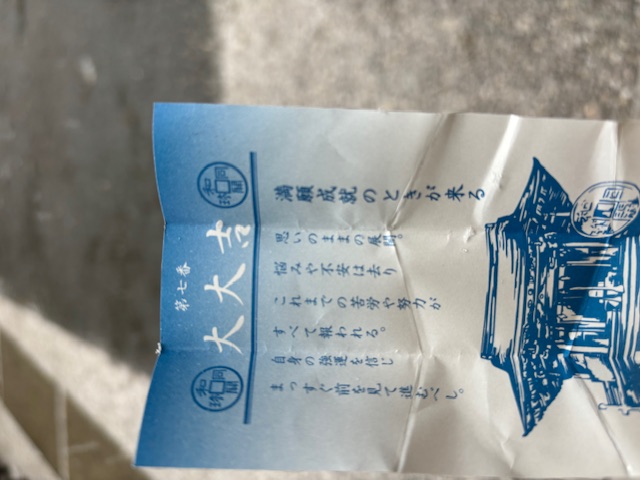 第七番
大大吉
満願成就のときが来る
思いのままの展開。
悩みや不安は去り
これまでの苦労や努力が
すべて報われる。
自身の強運を信じ
まっすぐ前を見て進むべし。